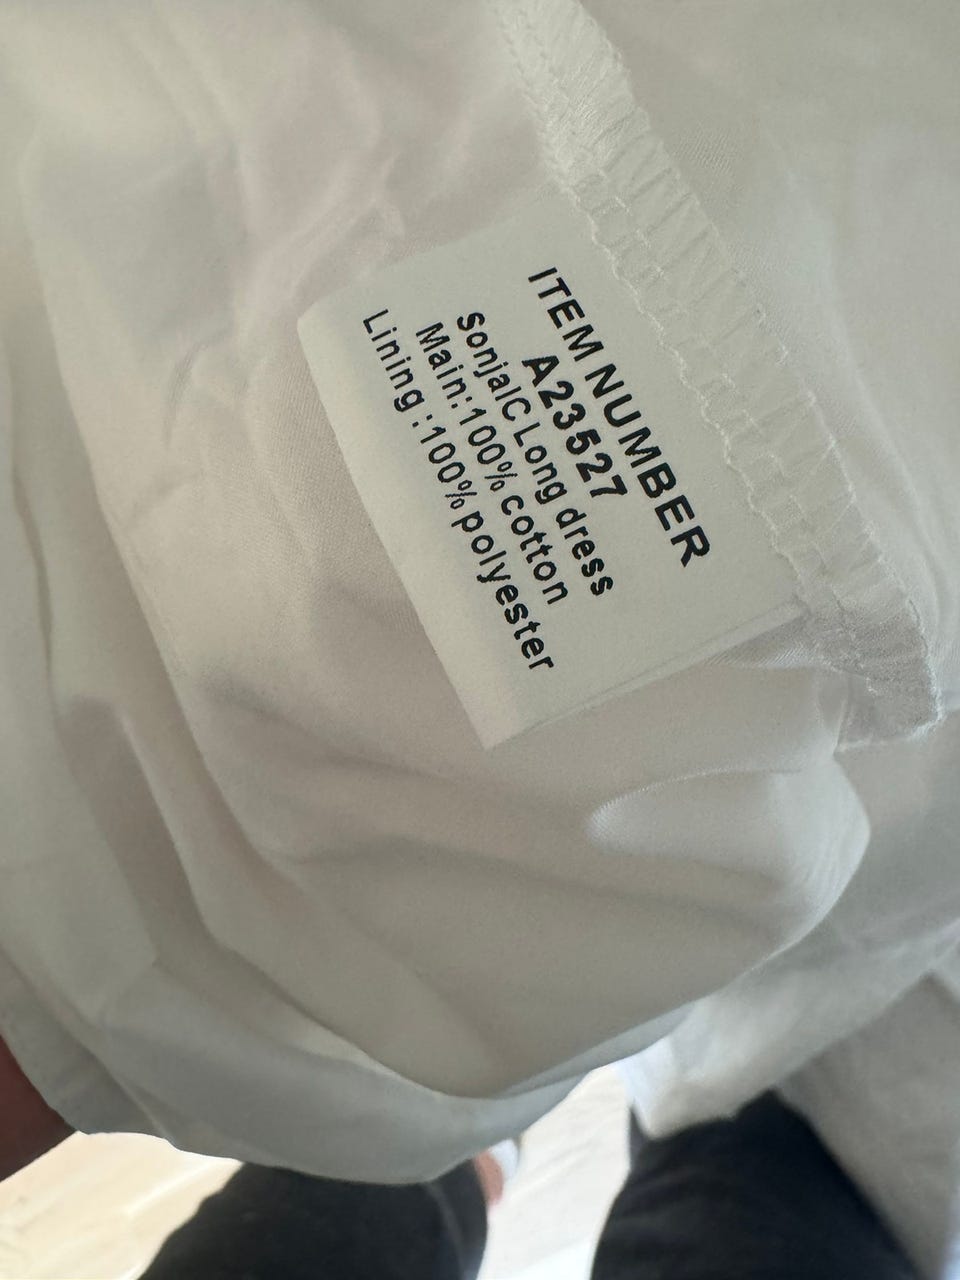 ITEM NUMBER
A23527
SonjaIC Long dress
Main:100% cotton
Lining :100% polyester